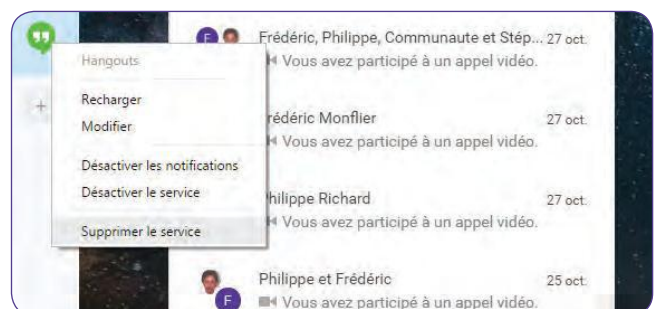 F
Frédéric, Philippe, Communaute et Stép... 27 oct.
Vous avez participé à un appel vidéo.
Hangouts
Recharger
Modifier
Désactiver les notifications
Désactiver le service
Supprimer le service
rédéric Monflier 27 oct.
Vous avez participé à un appel vidéo.
Philippe Richard 27 oct.
Vous avez participé à un appel vidéo.
Philippe et Frédéric 25 oct.
F
Vous avez participé à un appel vidéo.